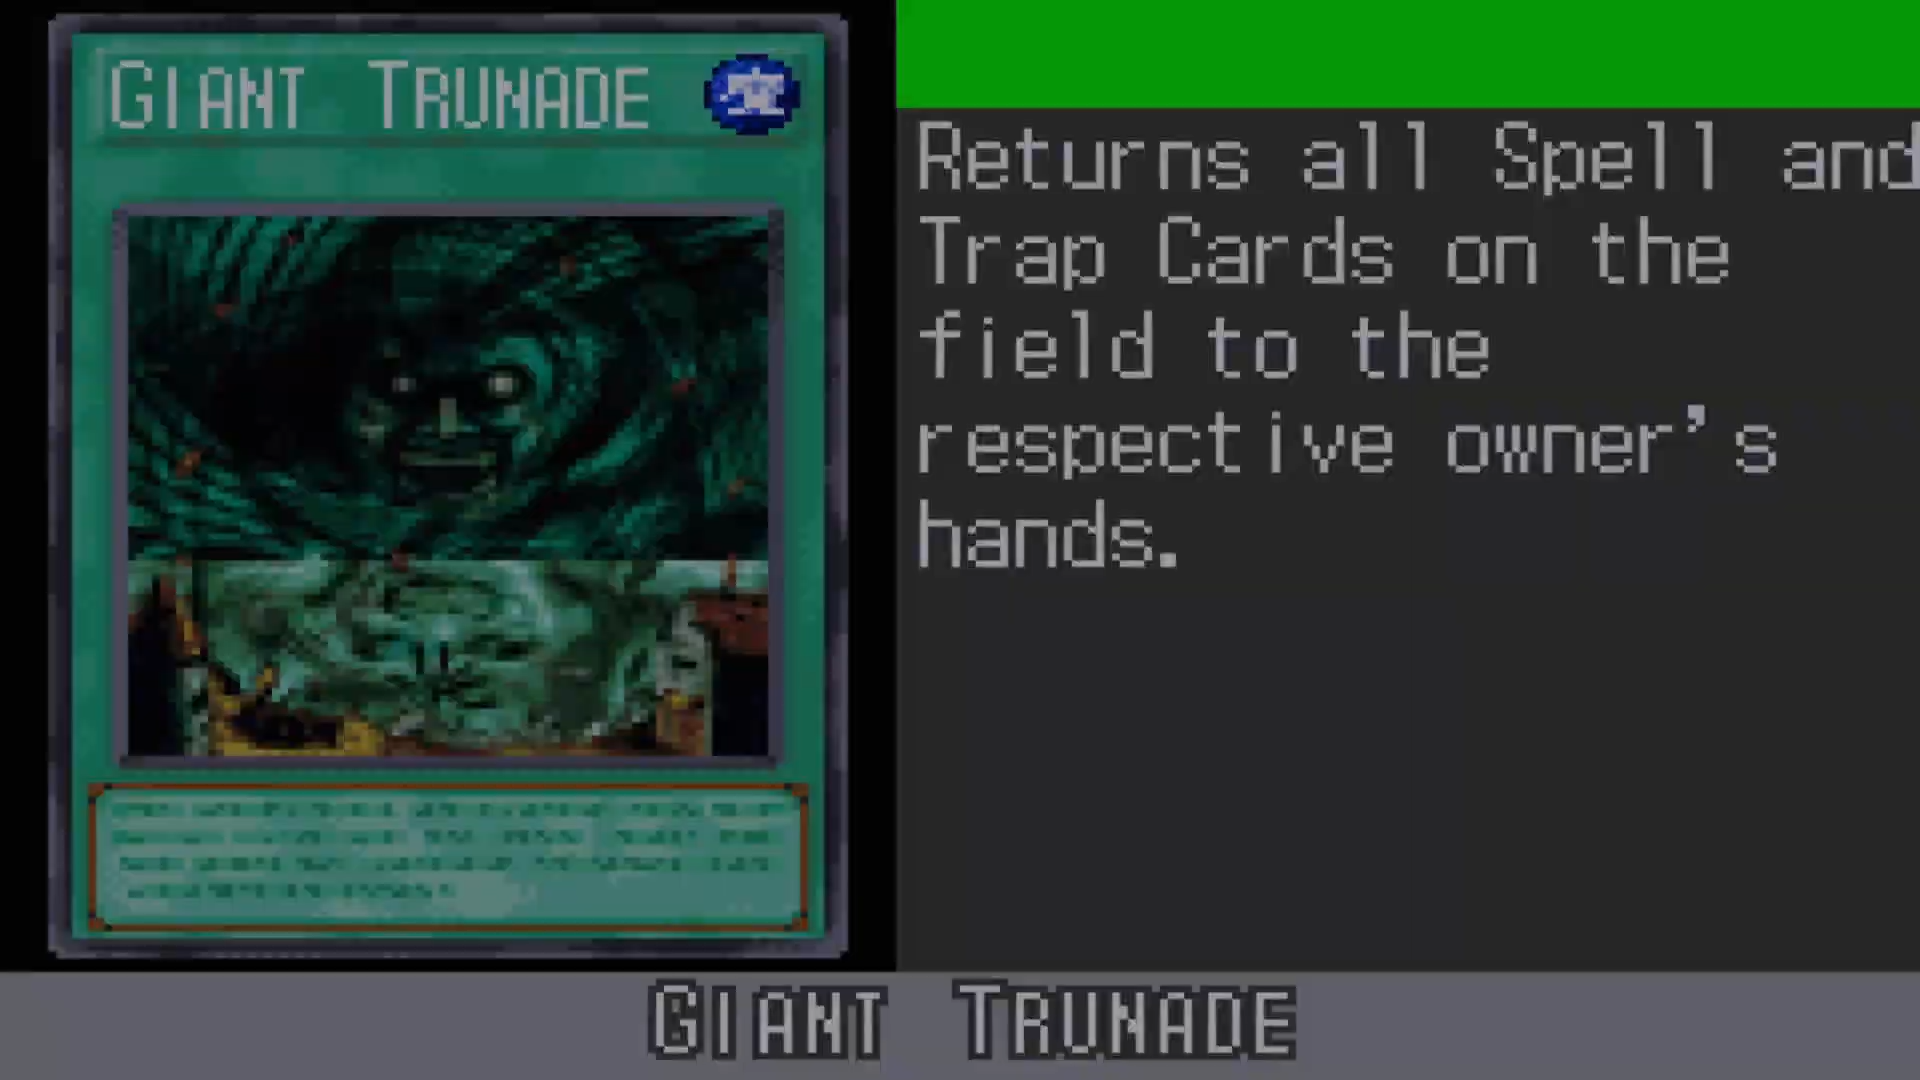 GIANT TRUNADE
Returns all Spell and
Trap Cards on the
field to the
respective owner's
hands.
GIANT TRUNADE